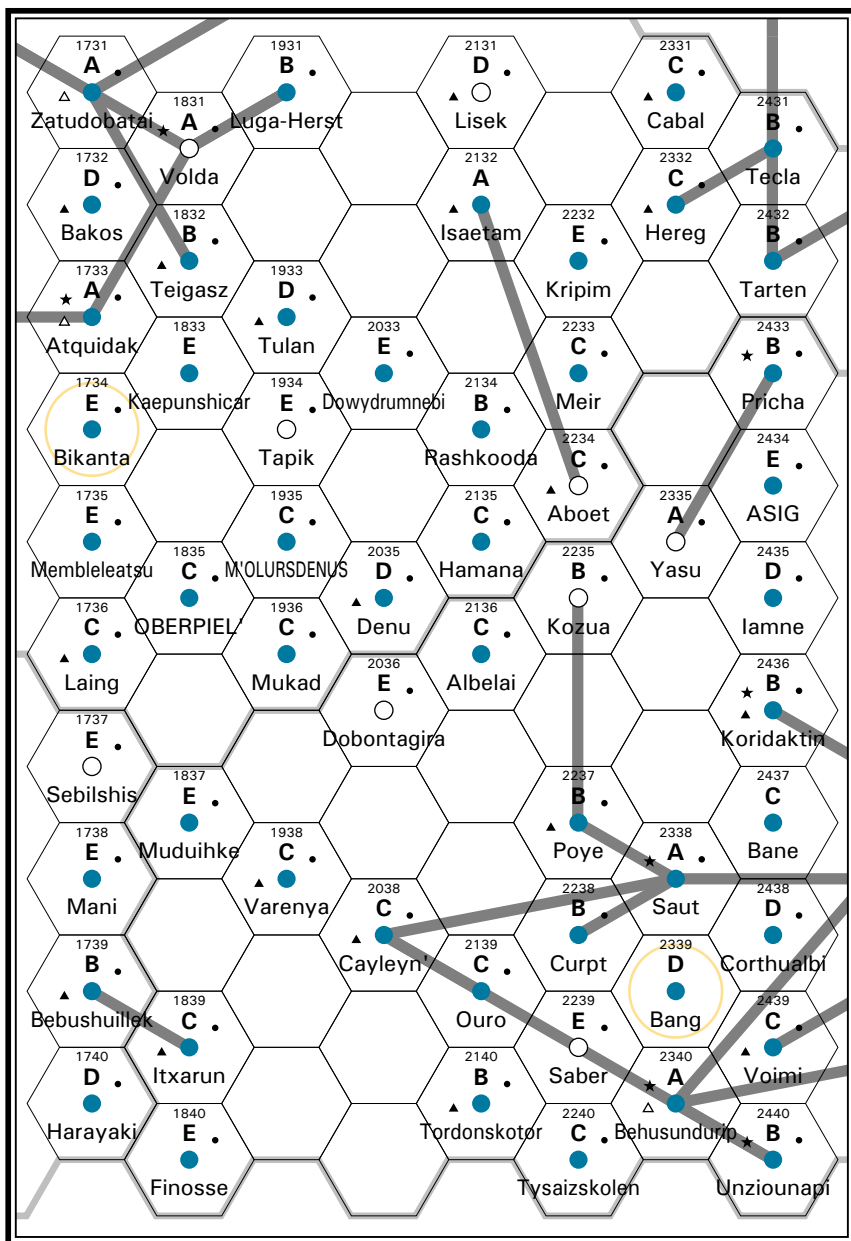 1731
A
Zatudobatai
1931
B
Luga-Herst
2131
D
Lisek
2331
C
Cabal
1831
A
Volda
2431
B
Tecla
1732
D
Bakos
2132
A
Isaetam
2332
C
Hereg
1832
B
Teigasz
2232
E
Kripim
2432
B
Tarten
1733
A
Atquidak
1933
D
Tulan
1833
E
Kaepunshicar
2033
E
Dowydrumnebi
2233
C
Meir
2433
B
Pricha
1734
E
Bikanta
1934
E
Tapik
2134
B
Rashkooda
2234
C
Aboet
2434
E
ASIG
1735
E
Membleleatsu
1935
C
M'OLURSDENUS
2135
C
Hamana
2335
A
Yasu
1835
C
OBERPIEL'
2035
D
Denu
2235
B
Kozua
2435
D
Iamne
1736
C
Laing
1936
C
Mukad
2136
C
Albelai
2036
E
Dobontagira
2436
B
Koridaktin
1737
E
Sebilshis
1837
E
Muduihke
2237
B
Poye
2437
C
Bane
1738
E
Mani
1938
C
Varenya
2338
A
Saut
2038
C
Cayleyn'
2238
B
Curpt
2438
D
Corthualbi
1739
B
Bebushuillek
2139
C
Ouro
2339
D
Bang
1839
C
Itxarun
2239
E
Saber
2439
C
Voimi
1740
D
Harayaki
2140
B
Tordonskotor
2340
A
Behusundurip
1840
E
Finosse
2240
C
Tysaizskolen
2440
B
Unziounapi